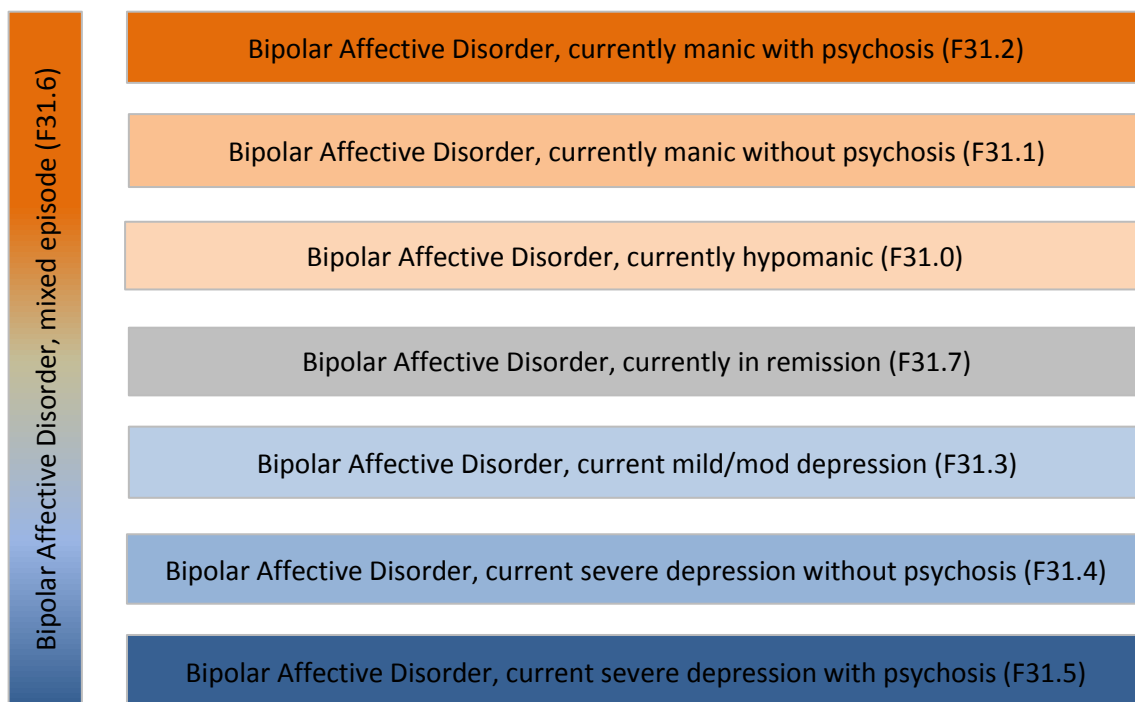 Bipolar Affective Disorder, mixed episode (F31.6)
Bipolar Affective Disorder, currently manic with psychosis (F31.2)
Bipolar Affective Disorder, currently manic without psychosis (F31.1)
Bipolar Affective Disorder, currently hypomanic (F31.0)
Bipolar Affective Disorder, currently in remission (F31.7)
Bipolar Affective Disorder, current mild/mod depression (F31.3)
Bipolar Affective Disorder, current severe depression without psychosis (F31.4)
Bipolar Affective Disorder, current severe depression with psychosis (F31.5)